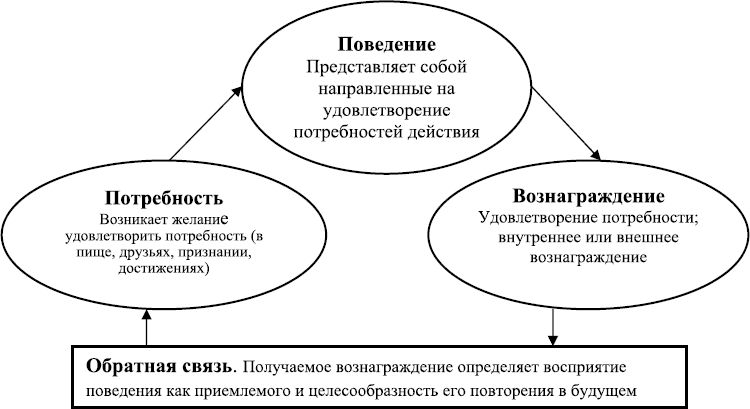 Поведение
Представляет собой
направленные на
удовлетворение
потребностей действия
Потребность
Возникает желание
удовлетворить потребность (в
пище, друзьях, признании,
достижениях)
Вознаграждение
Удовлетворение потребности;
внутреннее или внешнее
вознаграждение
Обратная связь. Получаемое вознаграждение определяет восприятие
поведения как приемлемого и целесообразность его повторения в будущем